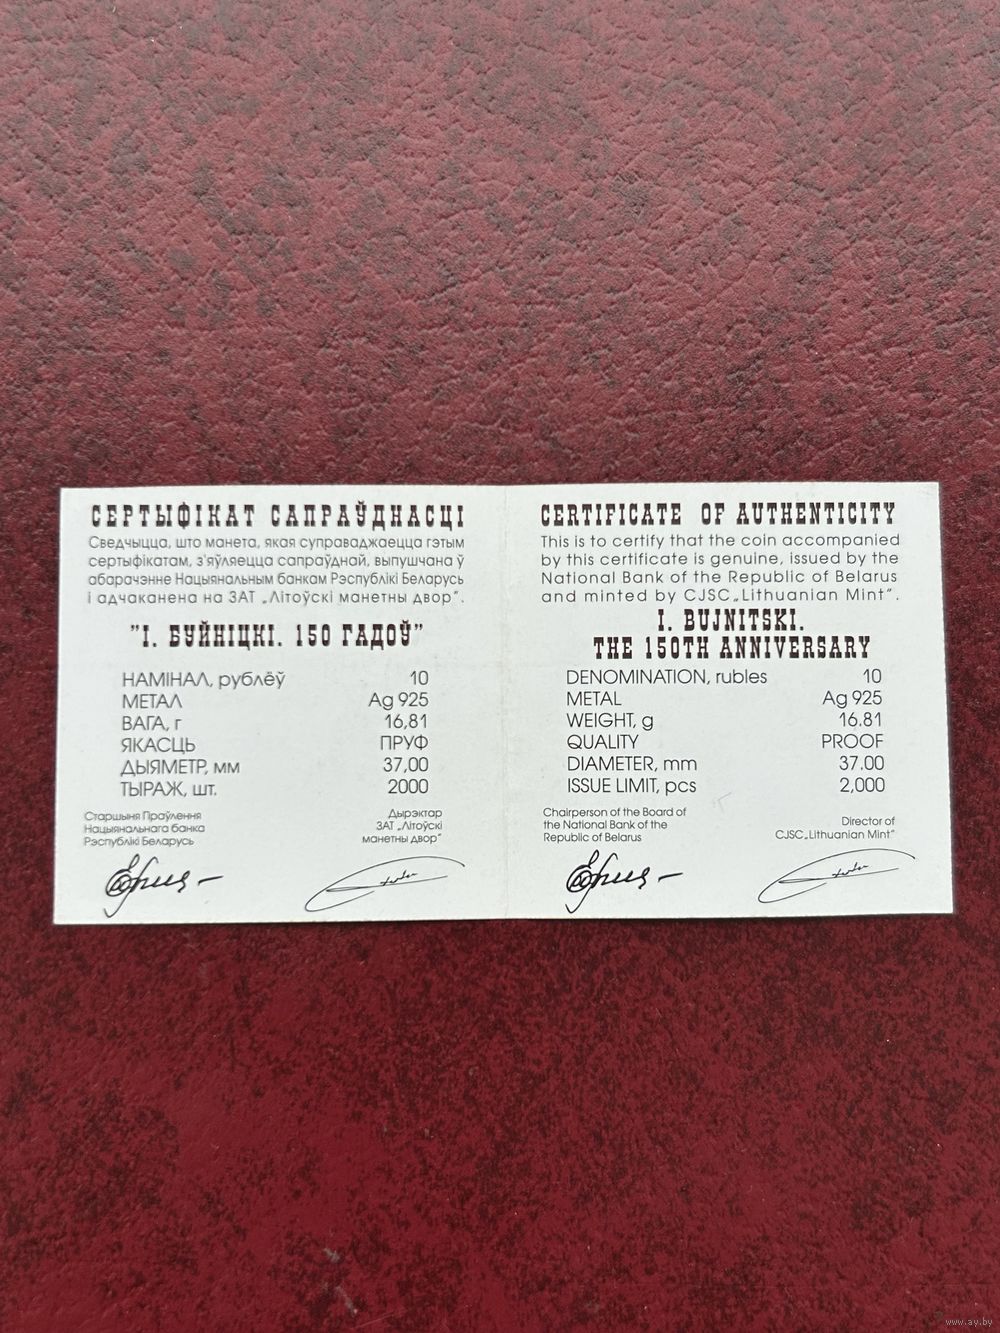 СЕРТЫФІКАТ САПРАЎДНАСЦІ
Сведчыцца, што манета, якая суправаджаецца гэтым
сертыфікатам, з'яўляецца сапраўднай, выпушчана ў
абарачэнне Нацыянальным банкам Рэспублікі Беларусь
і адчаканена на ЗАТ „Літоўскі манетны двор".
"І. БУЙНІЦКІ. 150 ГАДОЎ"
НАМІНАЛ, рублёў 10
МЕТАЛ Ag 925
ВАГА, г 16,81
ЯКАСЦЬ ПРУФ
ДЫЯМЕТР, мм 37,00
ТЫРАЖ, шт. 2000
Старшыня Праўлення
Нацыянальнага банка
Рэспублікі Беларусь
Дырэктар
ЗАТ „Літоўскі
манетны двор"
CERTIFICATE OF AUTHENTICITY
This is to certify that the coin accompanied
by this certificate is genuine, issued by the
National Bank of the Republic of Belarus
and minted by CJSC„Lithuanian Mint".
I. BUJNITSKI.
THE 150TH ANNIVERSARY
DENOMINATION, rubles 10
METAL Ag 925
WEIGHT, g 16.81
QUALITY PROOF
DIAMETER, mm 37.00
ISSUE LIMIT, pcs 2,000
Chairperson of the Board of
the National Bank of the
Republic of Belarus
Director of
CJSC„Lithuanian Mint"
www.ay.by